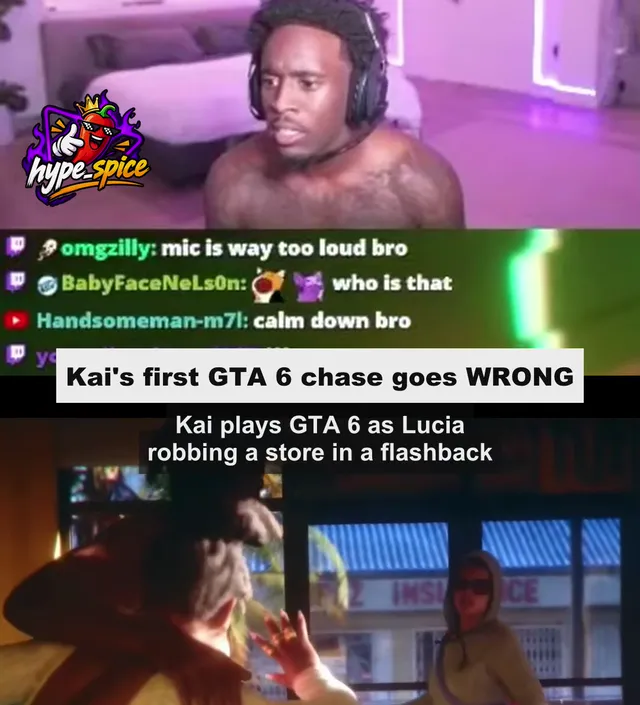 hype_spice
omgzilly: mic is way too loud bro
BabyFaceNeLs0n: who is that
Handsomeman-m7l: calm down bro
Kai's first GTA 6 chase goes WRONG
Kai plays GTA 6 as Lucia
robbing a store in a flashback